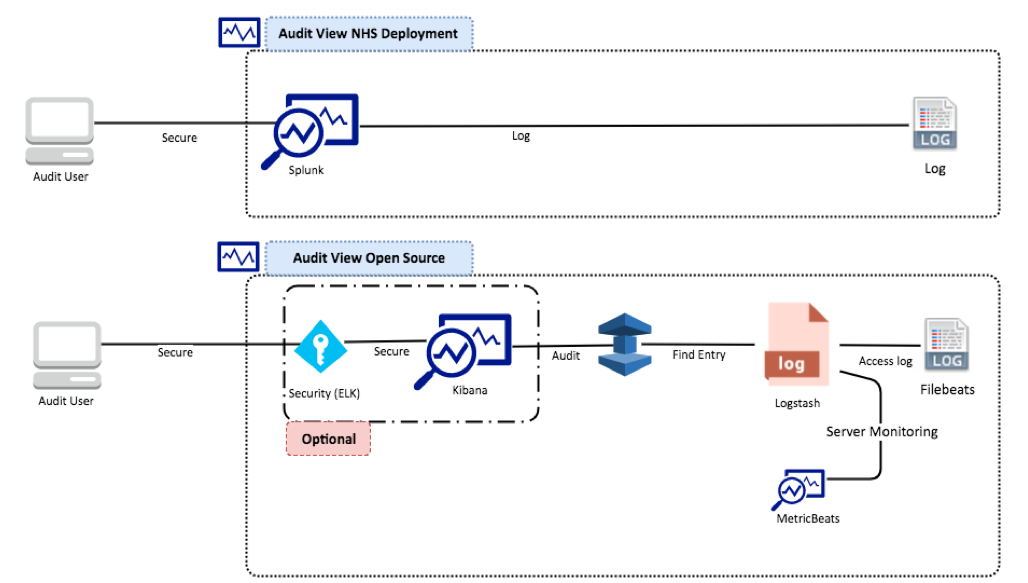 Audit View NHS Deployment
Secure
Log
LOG
Splunk
Log
Audit User
Audit View Open Source
Secure
Secure
Audit
Find Entry
log
Access log
LOG
Security (ELK)
Kibana
Logstash
Filebeats
Audit User
Optional
Server Monitoring
MetricBeats